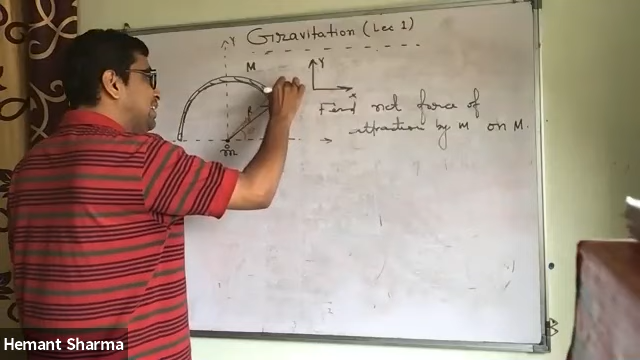 Gravitation (Lec 1)
Y
M
Y
x
Find net force of
attraction by m on M.
R
m
Hemant Sharma